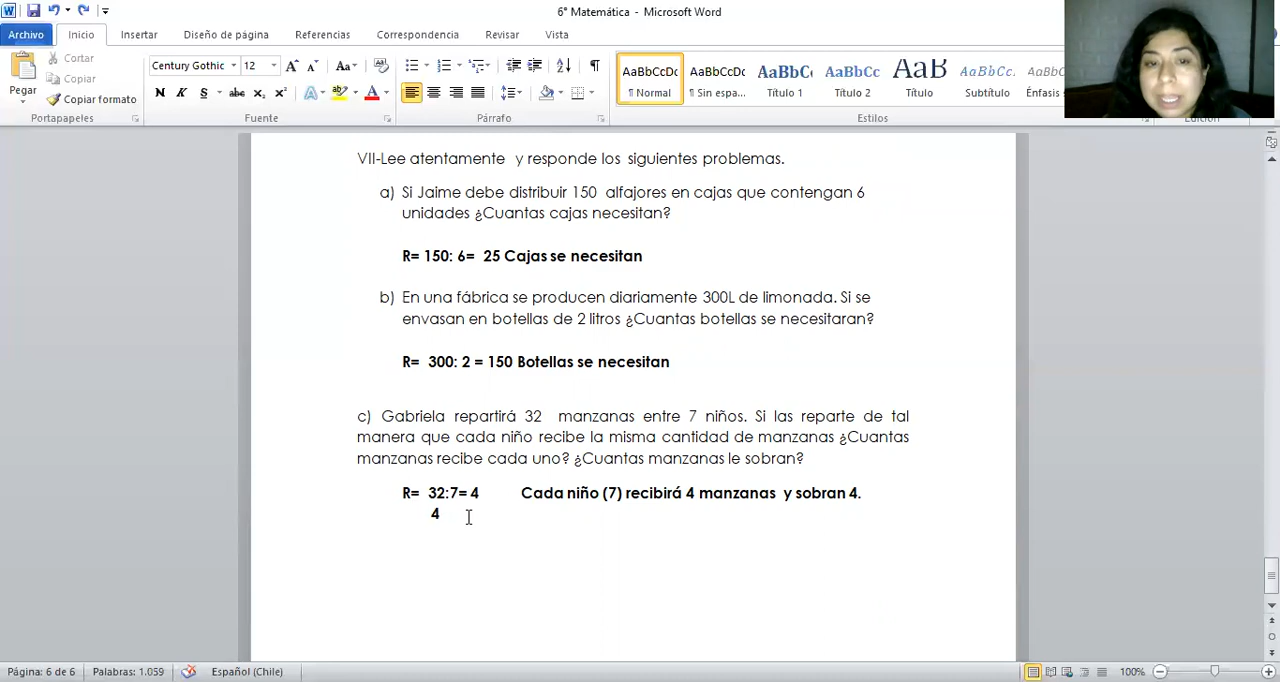 6° Matemática - Microsoft Word
Archivo Inicio Insertar Diseño de página Referencias Correspondencia Revisar Vista
Pegar
Cortar
Copiar
Copiar formato
Portapapeles
Century Gothic 12
Fuente
Párrafo
AaBbCcDc AaBbCcDc AaBbC AaBbCc AaB AaBbCc. AaBbC
¶ Normal ¶ Sin espa... Título 1 Título 2 Título Subtítulo Énfasis
Estilos
Edición
VII-Lee atentamente y responde los siguientes problemas.
a) Si Jaime debe distribuir 150 alfajores en cajas que contengan 6
unidades ¿Cuantas cajas necesitan?
R= 150: 6= 25 Cajas se necesitan
b) En una fábrica se producen diariamente 300L de limonada. Si se
envasan en botellas de 2 litros ¿Cuantas botellas se necesitaran?
R= 300: 2 = 150 Botellas se necesitan
c) Gabriela repartirá 32 manzanas entre 7 niños. Si las reparte de tal
manera que cada niño recibe la misma cantidad de manzanas ¿Cuantas
manzanas recibe cada uno? ¿Cuantas manzanas le sobran?
R= 32:7= 4 Cada niño (7) recibirá 4 manzanas y sobran 4.
4
Página: 6 de 6 Palabras: 1.059 Español (Chile) 100%